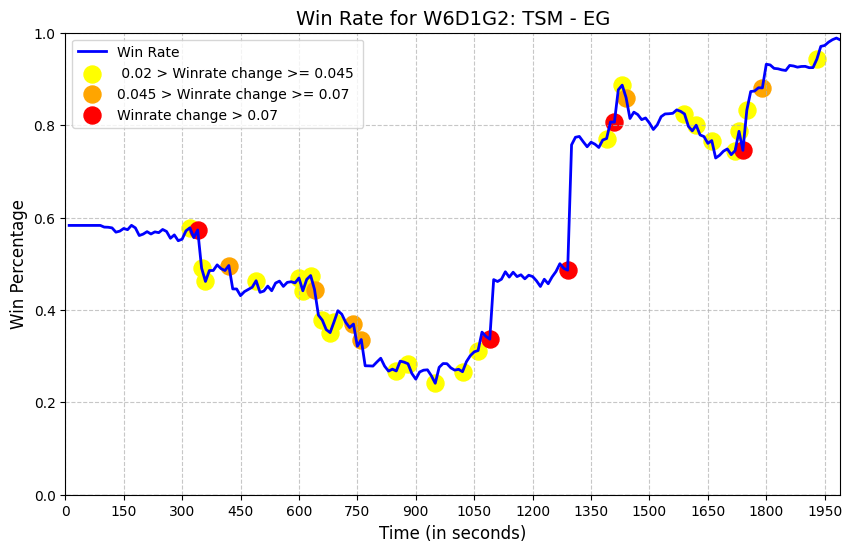 Win Rate for W6D1G2: TSM - EG
Win Rate
0.02 > Winrate change >= 0.045
0.045 > Winrate change >= 0.07
Winrate change > 0.07
1.0
0.8
0.6
0.4
0.2
0.0
Win Percentage
0 150 300 450 600 750 900 1050 1200 1350 1500 1650 1800 1950
Time (in seconds)